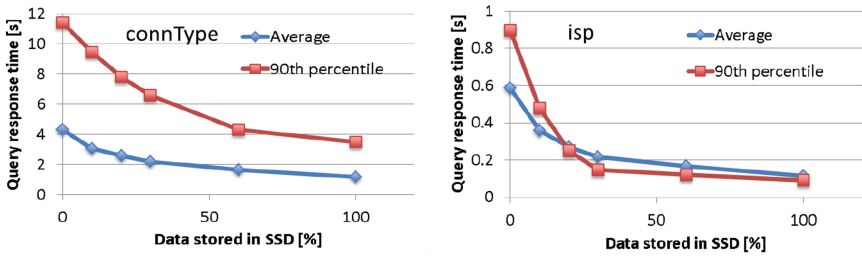 connType
Average
90th percentile
Query response time [s]
12
10
8
6
4
2
0
0
50
100
Data stored in SSD [%]
isp
Average
90th percentile
Query response time [s]
1
0.8
0.6
0.4
0.2
0
0
50
100
Data stored in SSD [%]